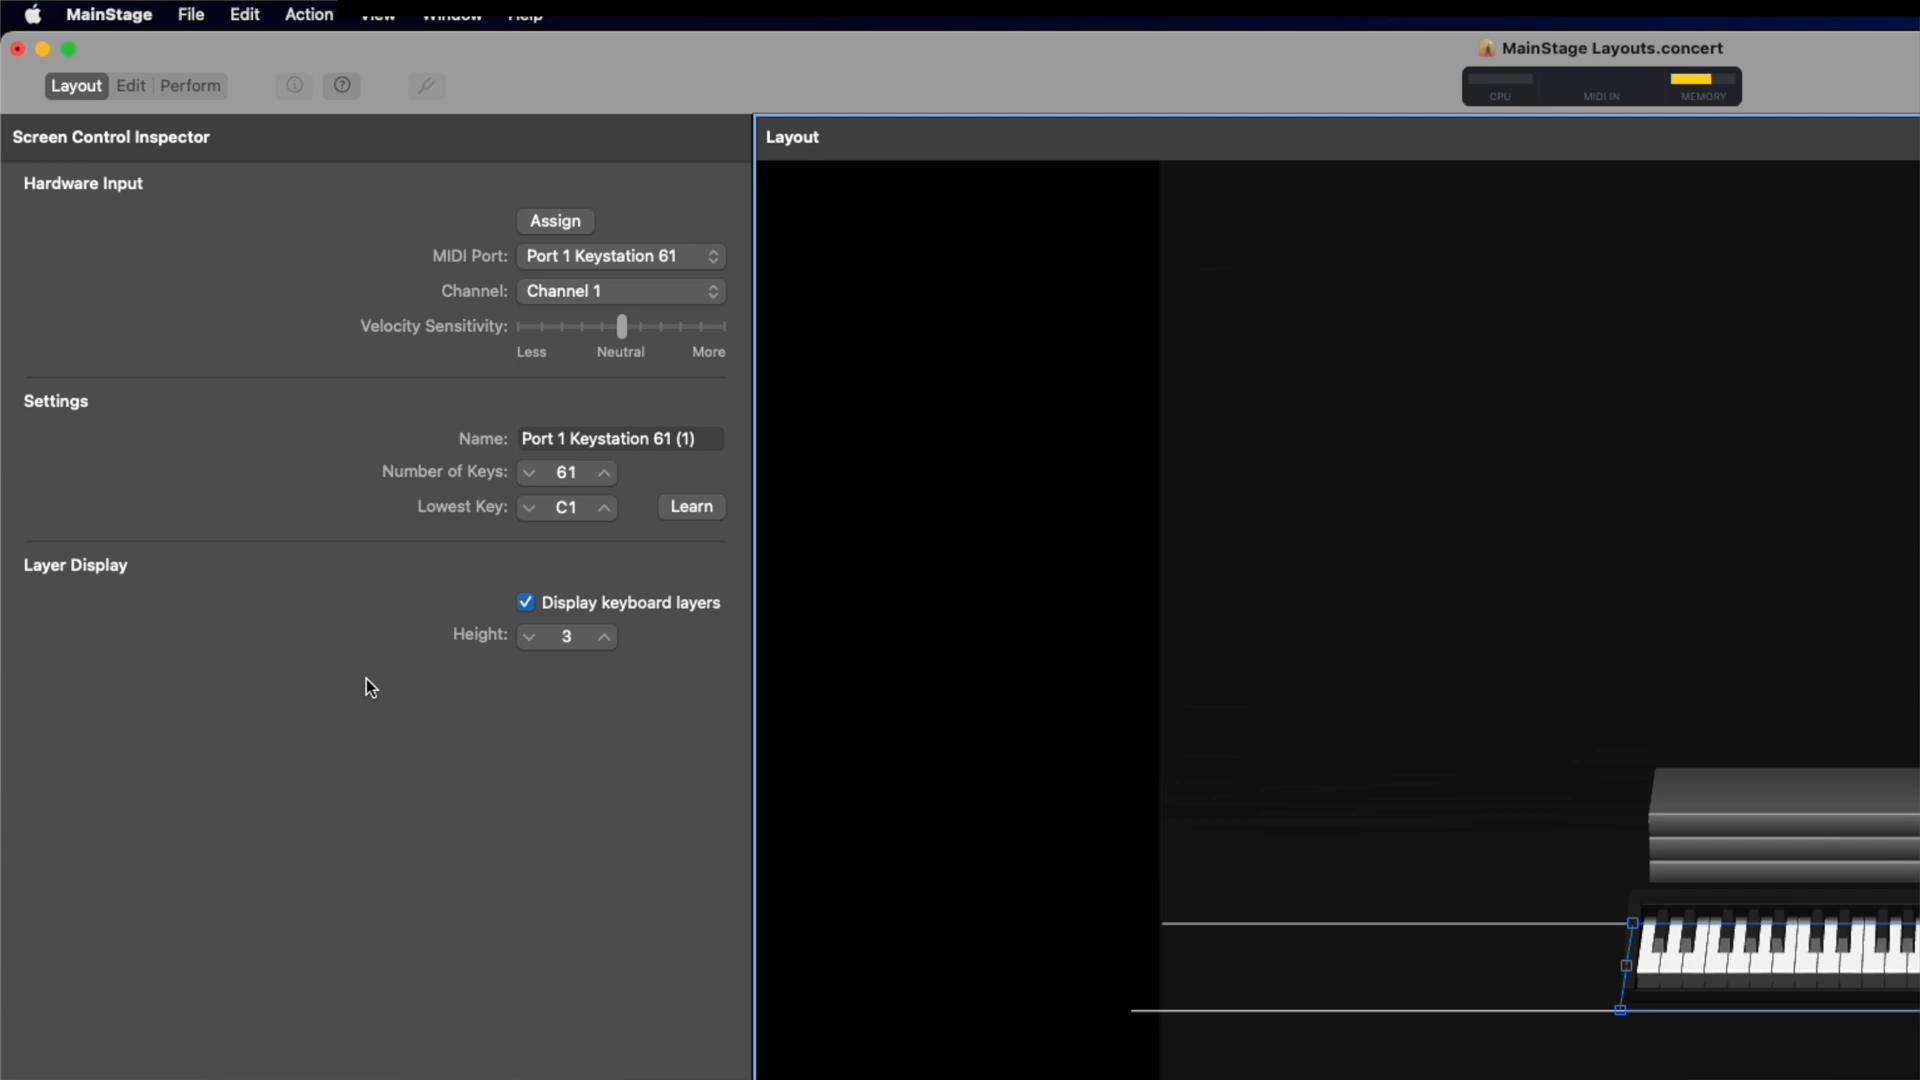 MainStage File Edit Action View Window Help
MainStage Layouts.concert
Layout Edit Perform
CPU MIDI IN MEMORY
Screen Control Inspector
Layout
Hardware Input
Assign
MIDI Port: Port 1 Keystation 61
Channel: Channel 1
Velocity Sensitivity:
Less Neutral More
Settings
Name: Port 1 Keystation 61 (1)
Number of Keys: 61
Lowest Key: C1 Learn
Layer Display
Display keyboard layers
Height: 3